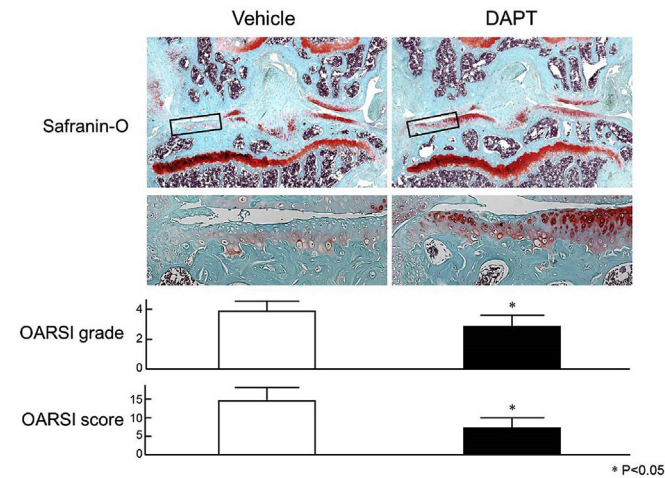 Vehicle DAPT
Safranin-O
OARSI grade
4
2
0
*
OARSI score
15
10
5
0
*
* P<0.05